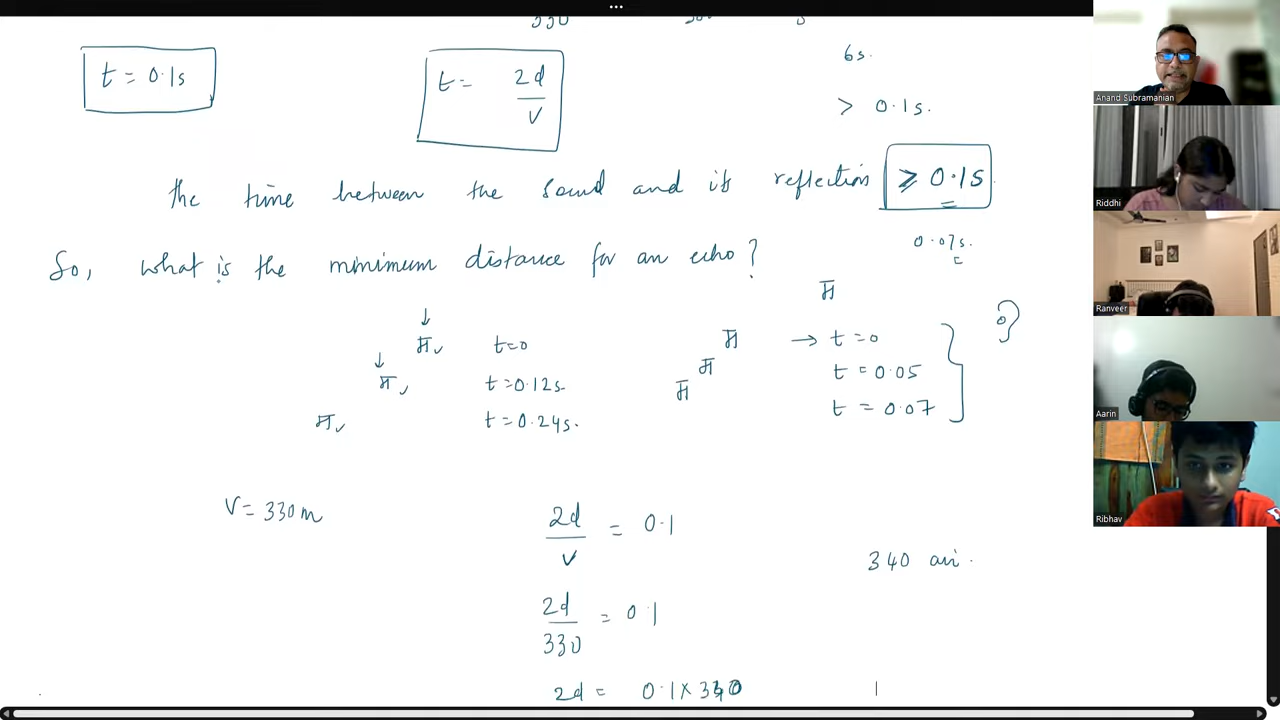 330
6s.
t = 0.1s
t = 2d/v
> 0.1s.
the time between the sound and its reflection ⩾ 0.1s
0.07s.
So, what is the minimum distance for an echo?
t=0
t=0.12s.
t=0.24s.
→ t=0
t=0.05
t=0.07
V=330m
2d/v = 0.1
340 air.
2d/330 = 0.1
2d = 0.1×330
Anand Subramanian
Riddhi
Ranveer
Aarin
Ribhav